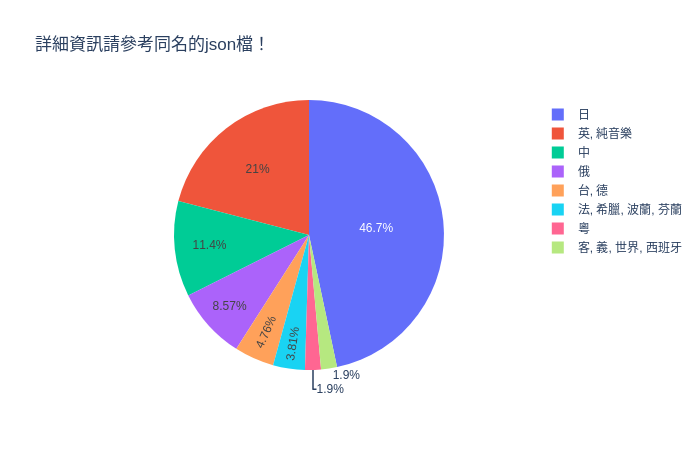 詳細資訊請參考同名的json檔！
46.7%
21%
11.4%
8.57%
4.76%
3.81%
1.9%
1.9%
日
英, 純音樂
中
俄
台, 德
法, 希臘, 波蘭, 芬蘭
粵
客, 義, 世界, 西班牙